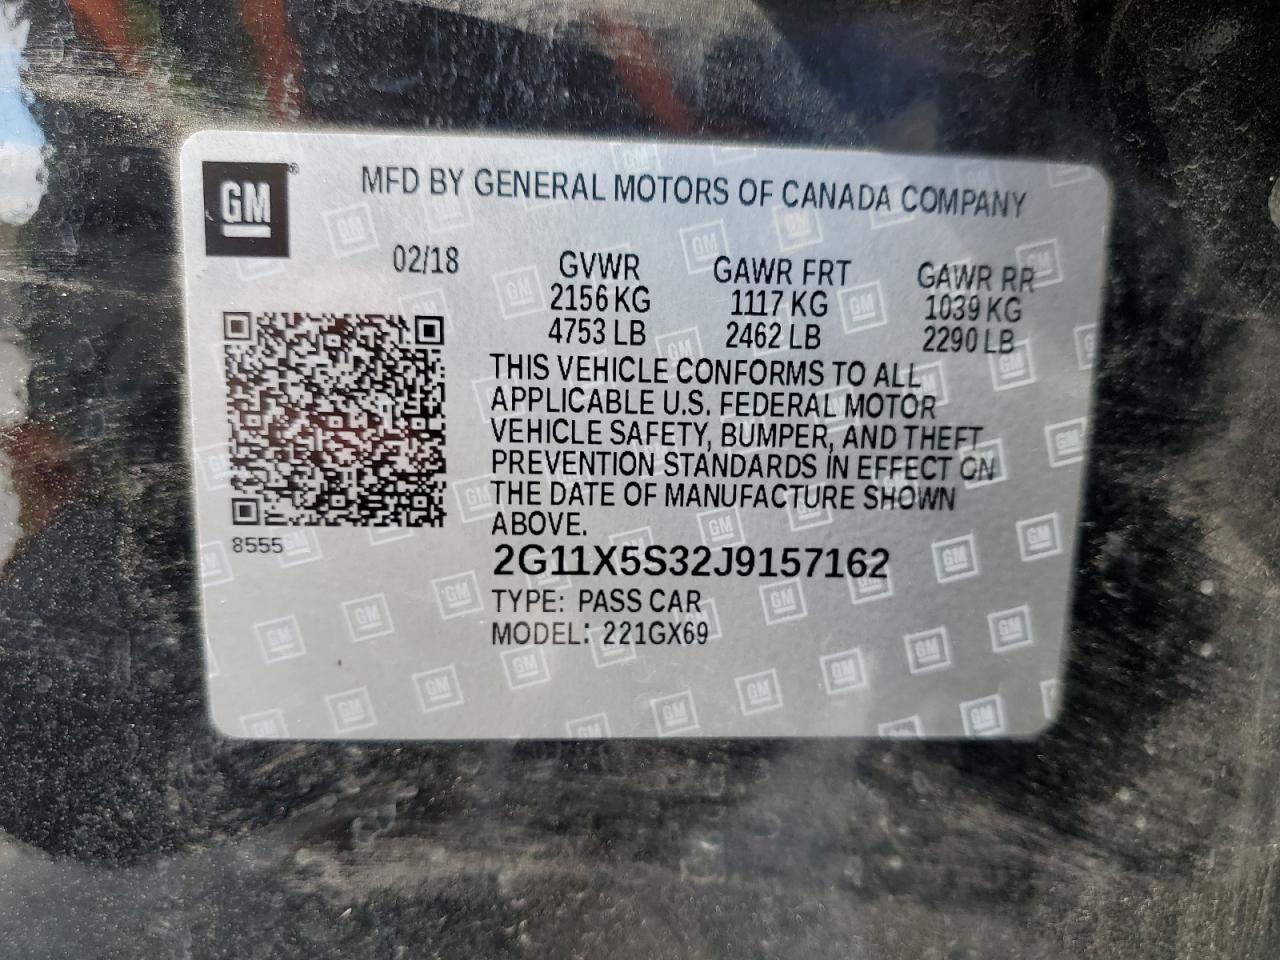 GM
MFD BY GENERAL MOTORS OF CANADA COMPANY
02/18 GVWR GAWR FRT GAWR RR
2156 KG 1117 KG 1039 KG
4753 LB 2462 LB 2290 LB
THIS VEHICLE CONFORMS TO ALL
APPLICABLE U.S. FEDERAL MOTOR
VEHICLE SAFETY, BUMPER, AND THEFT
PREVENTION STANDARDS IN EFFECT ON
THE DATE OF MANUFACTURE SHOWN
ABOVE.
8555
2G11X5S32J9157162
TYPE: PASS CAR
MODEL: 221GX69